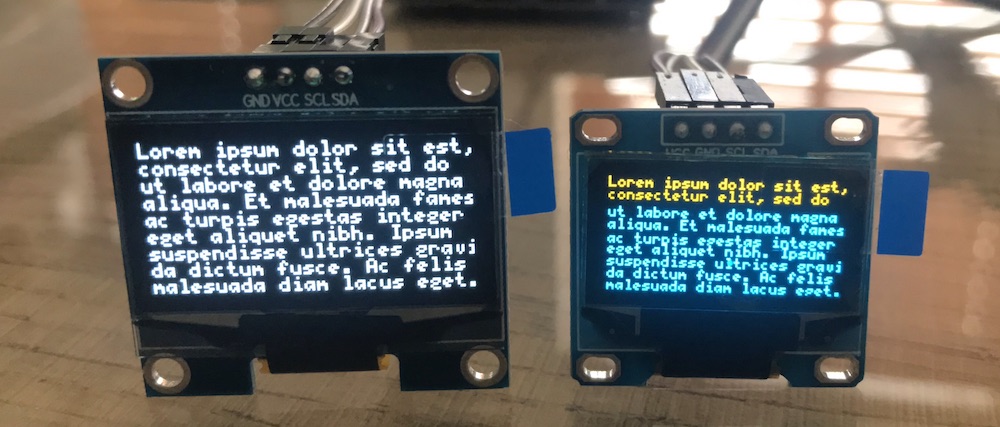 GND VCC SCL SDA
Lorem ipsum dolor sit est,
consectetur elit, sed do
ut labore et dolore magna
aliqua. Et malesuada fames
ac turpis egestas integer
eget aliquet nibh. Ipsum
suspendisse ultrices gravi
da dictum fusce. Ac felis
malesuada diam lacus eget.
VCC GND SCL SDA
Lorem ipsum dolor sit est,
consectetur elit, sed do
ut labore et dolore magna
aliqua. Et malesuada fames
ac turpis egestas integer
eget aliquet nibh. Ipsum
suspendisse ultrices gravi
da dictum fusce. Ac felis
malesuada diam lacus eget.